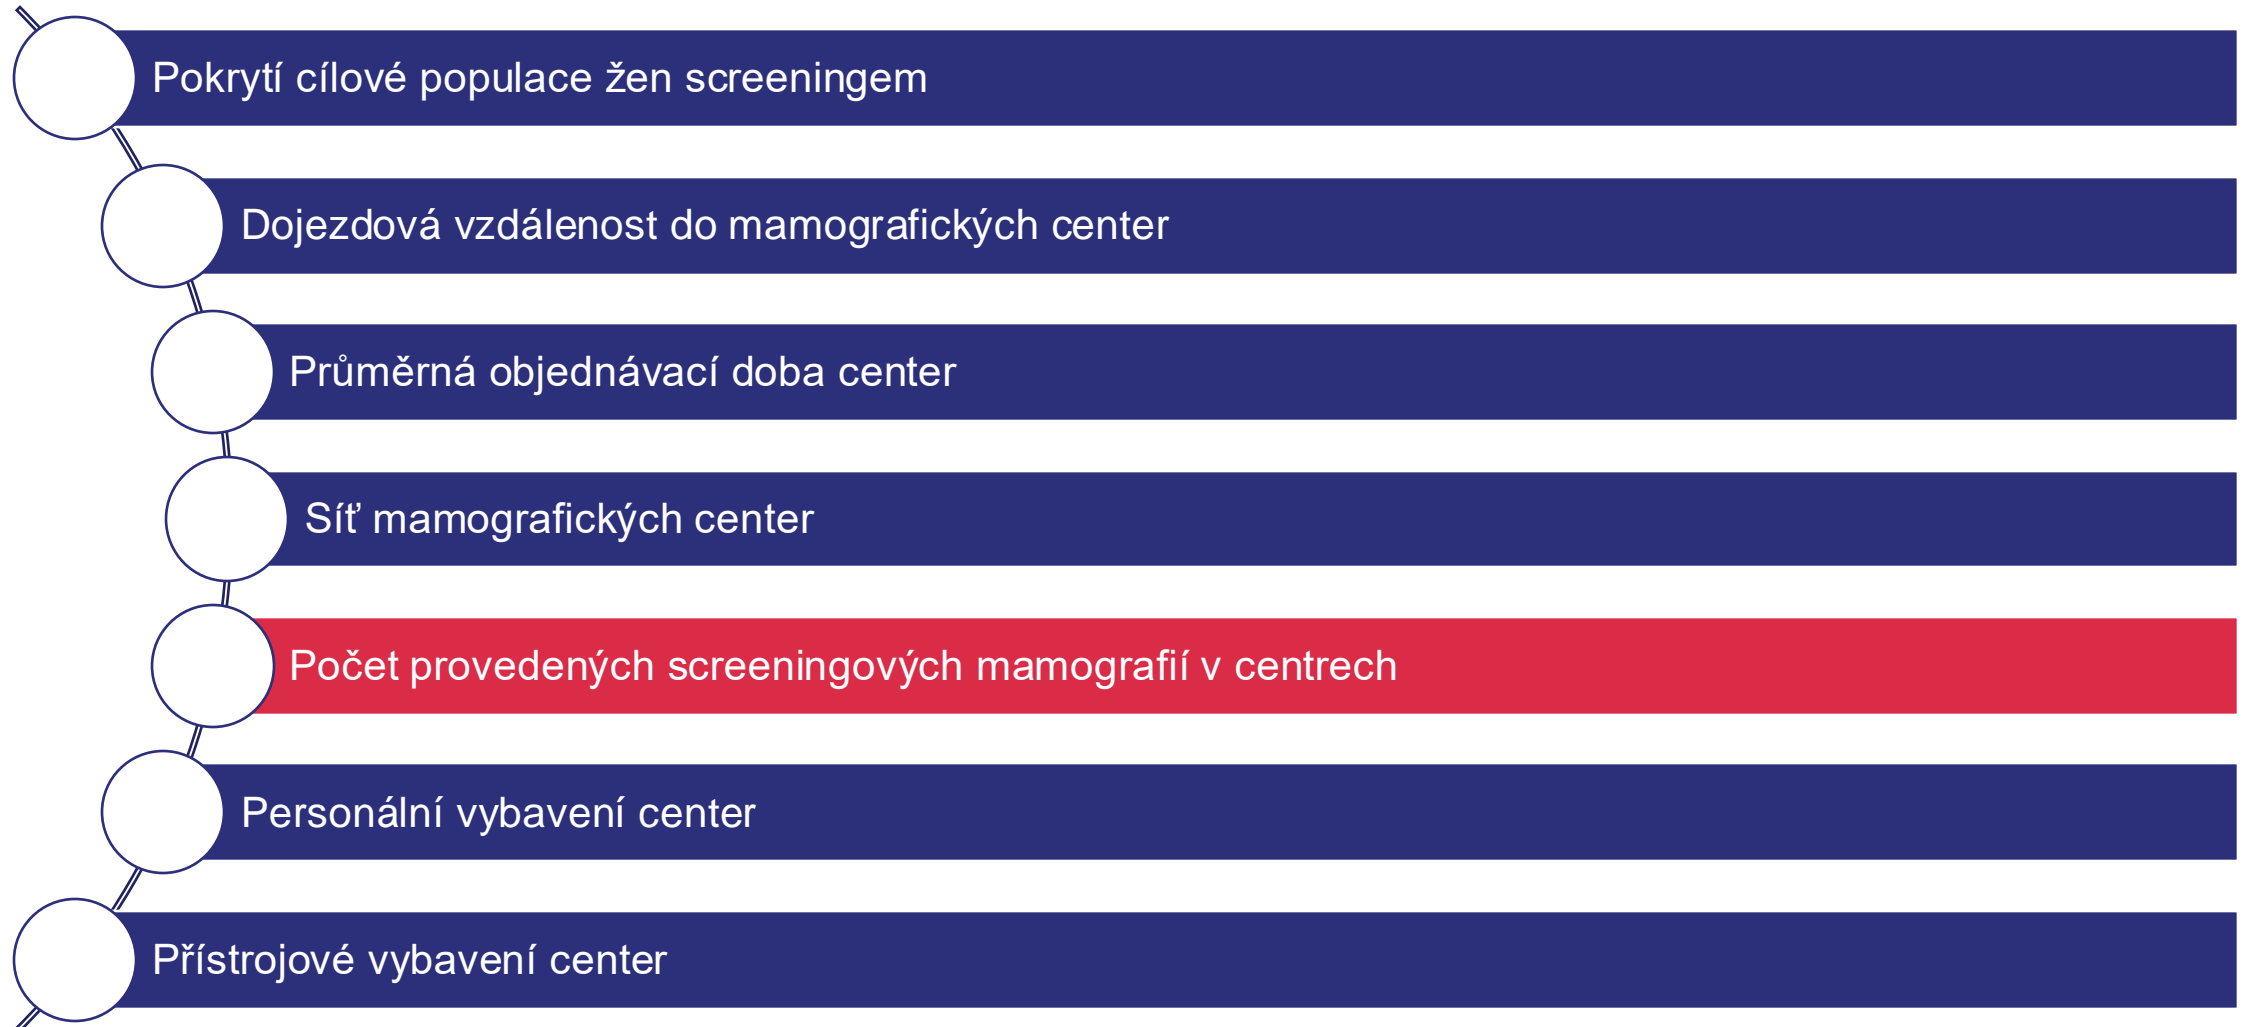 Pokrytí cílové populace žen screeningem
Dojezdová vzdálenost do mamografických center
Průměrná objednávací doba center
Síť mamografických center
Počet provedených screeningových mamografií v centrech
Personální vybavení center
Přístrojové vybavení center